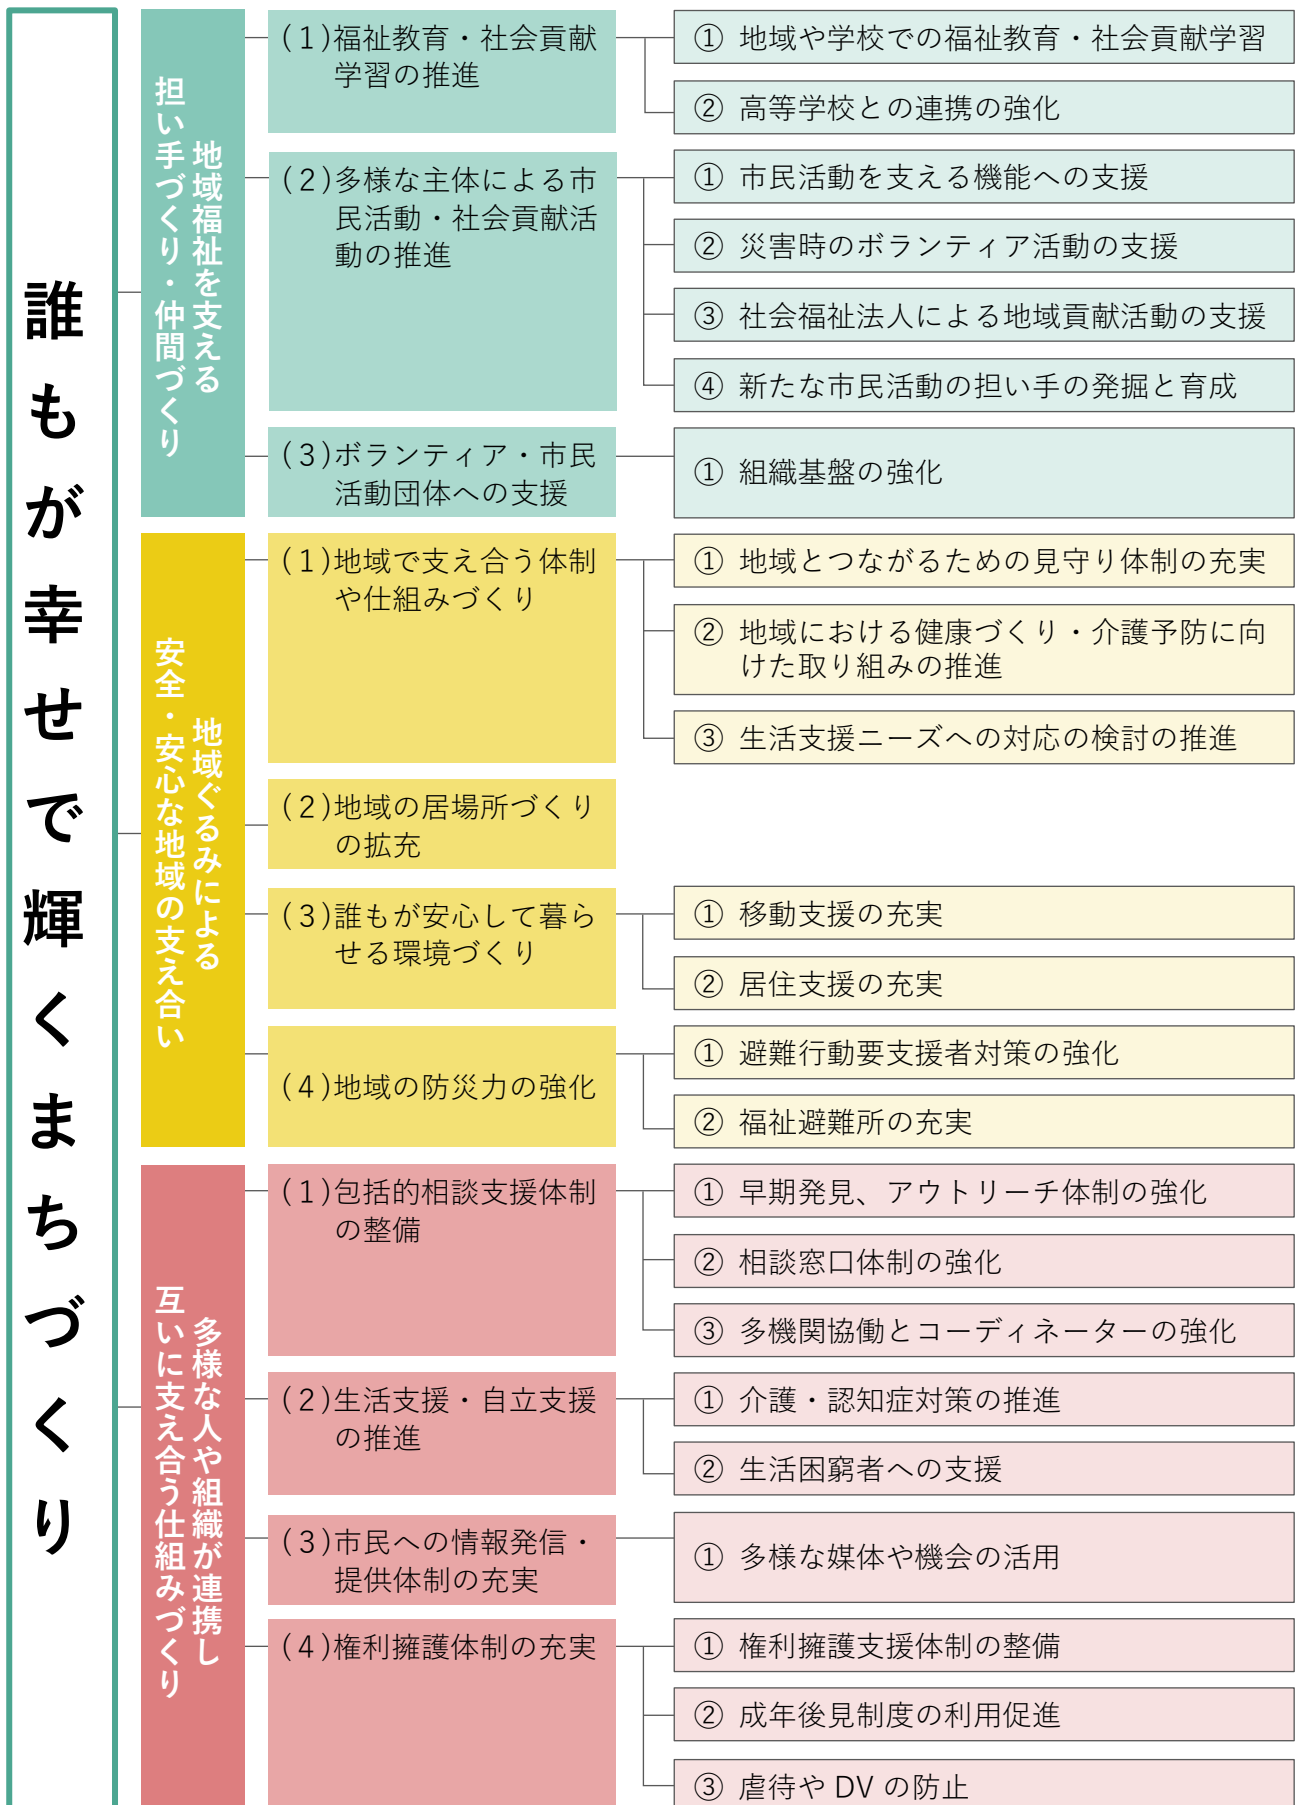 誰もが幸せで輝くまちづくり
地域福祉を支える
担い手づくり・仲間づくり
(1)福祉教育・社会貢献
学習の推進
① 地域や学校での福祉教育・社会貢献学習
② 高等学校との連携の強化
(2)多様な主体による市
民活動・社会貢献活
動の推進
① 市民活動を支える機能への支援
② 災害時のボランティア活動の支援
③ 社会福祉法人による地域貢献活動の支援
④ 新たな市民活動の担い手の発掘と育成
(3)ボランティア・市民
活動団体への支援
① 組織基盤の強化
地域ぐるみによる
安全・安心な地域の支え合い
(1)地域で支え合う体制
や仕組みづくり
① 地域とつながるための見守り体制の充実
② 地域における健康づくり・介護予防に向
けた取り組みの推進
③ 生活支援ニーズへの対応の検討の推進
(2)地域の居場所づくり
の拡充
(3)誰もが安心して暮ら
せる環境づくり
① 移動支援の充実
② 居住支援の充実
(4)地域の防災力の強化
① 避難行動要支援者対策の強化
② 福祉避難所の充実
多様な人や組織が連携し
互いに支え合う仕組みづくり
(1)包括的相談支援体制
の整備
① 早期発見、アウトリーチ体制の強化
② 相談窓口体制の強化
③ 多機関協働とコーディネーターの強化
(2)生活支援・自立支援
の推進
① 介護・認知症対策の推進
② 生活困窮者への支援
(3)市民への情報発信・
提供体制の充実
① 多様な媒体や機会の活用
(4)権利擁護体制の充実
① 権利擁護支援体制の整備
② 成年後見制度の利用促進
③ 虐待や DV の防止